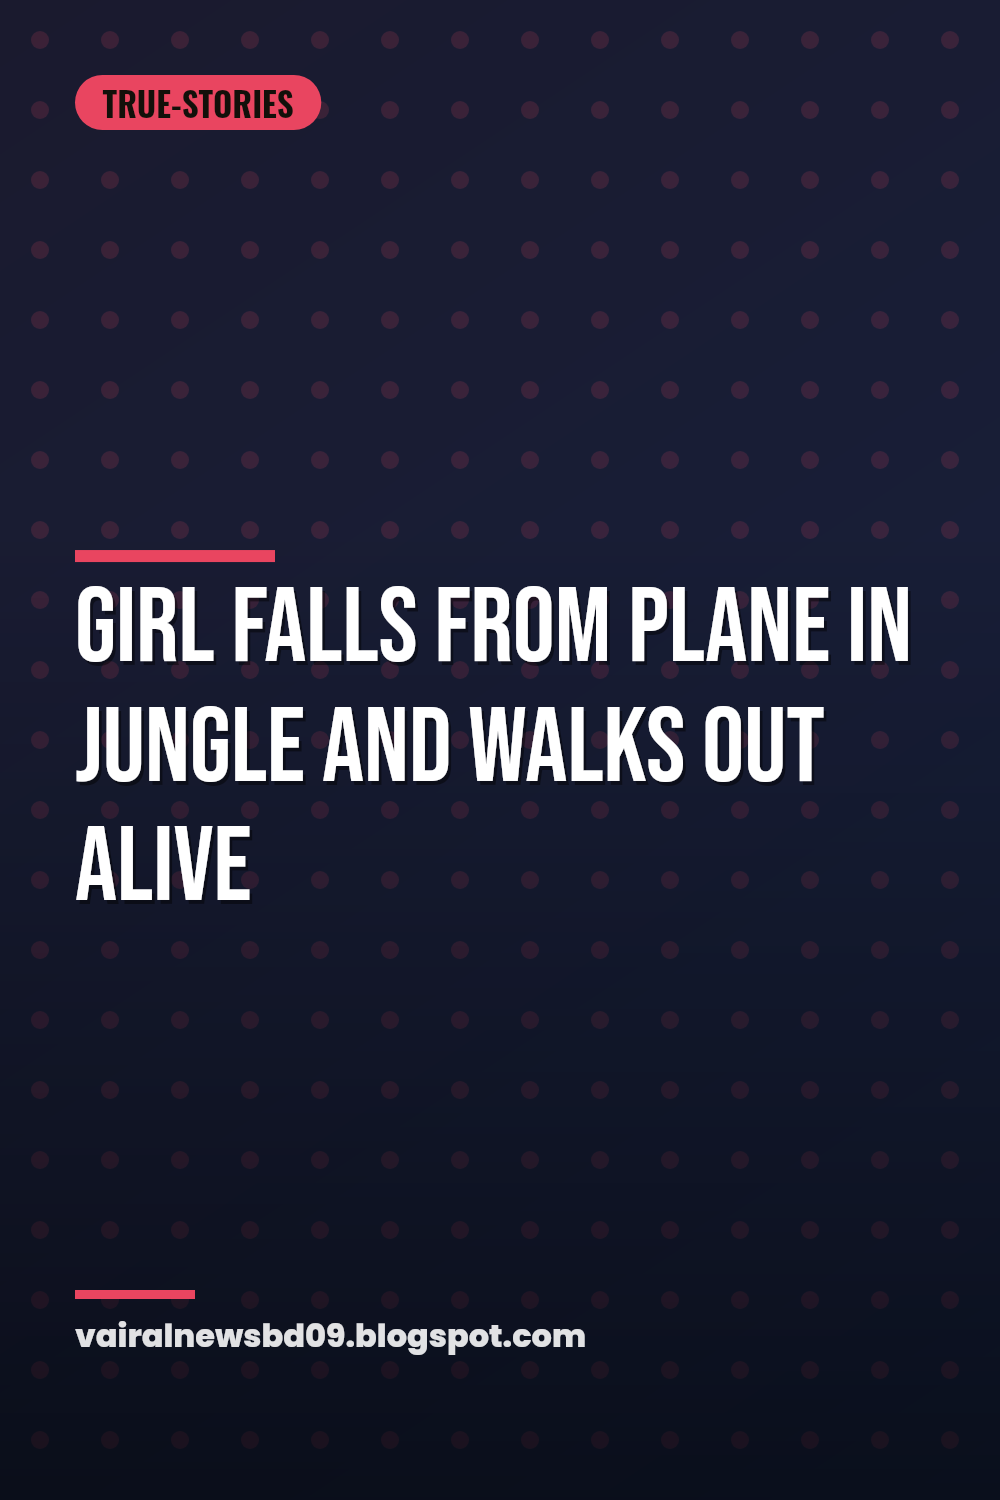 TRUE-STORIES
GIRL FALLS FROM PLANE IN
JUNGLE AND WALKS OUT
ALIVE
vairalnewsbd09.blogspot.com